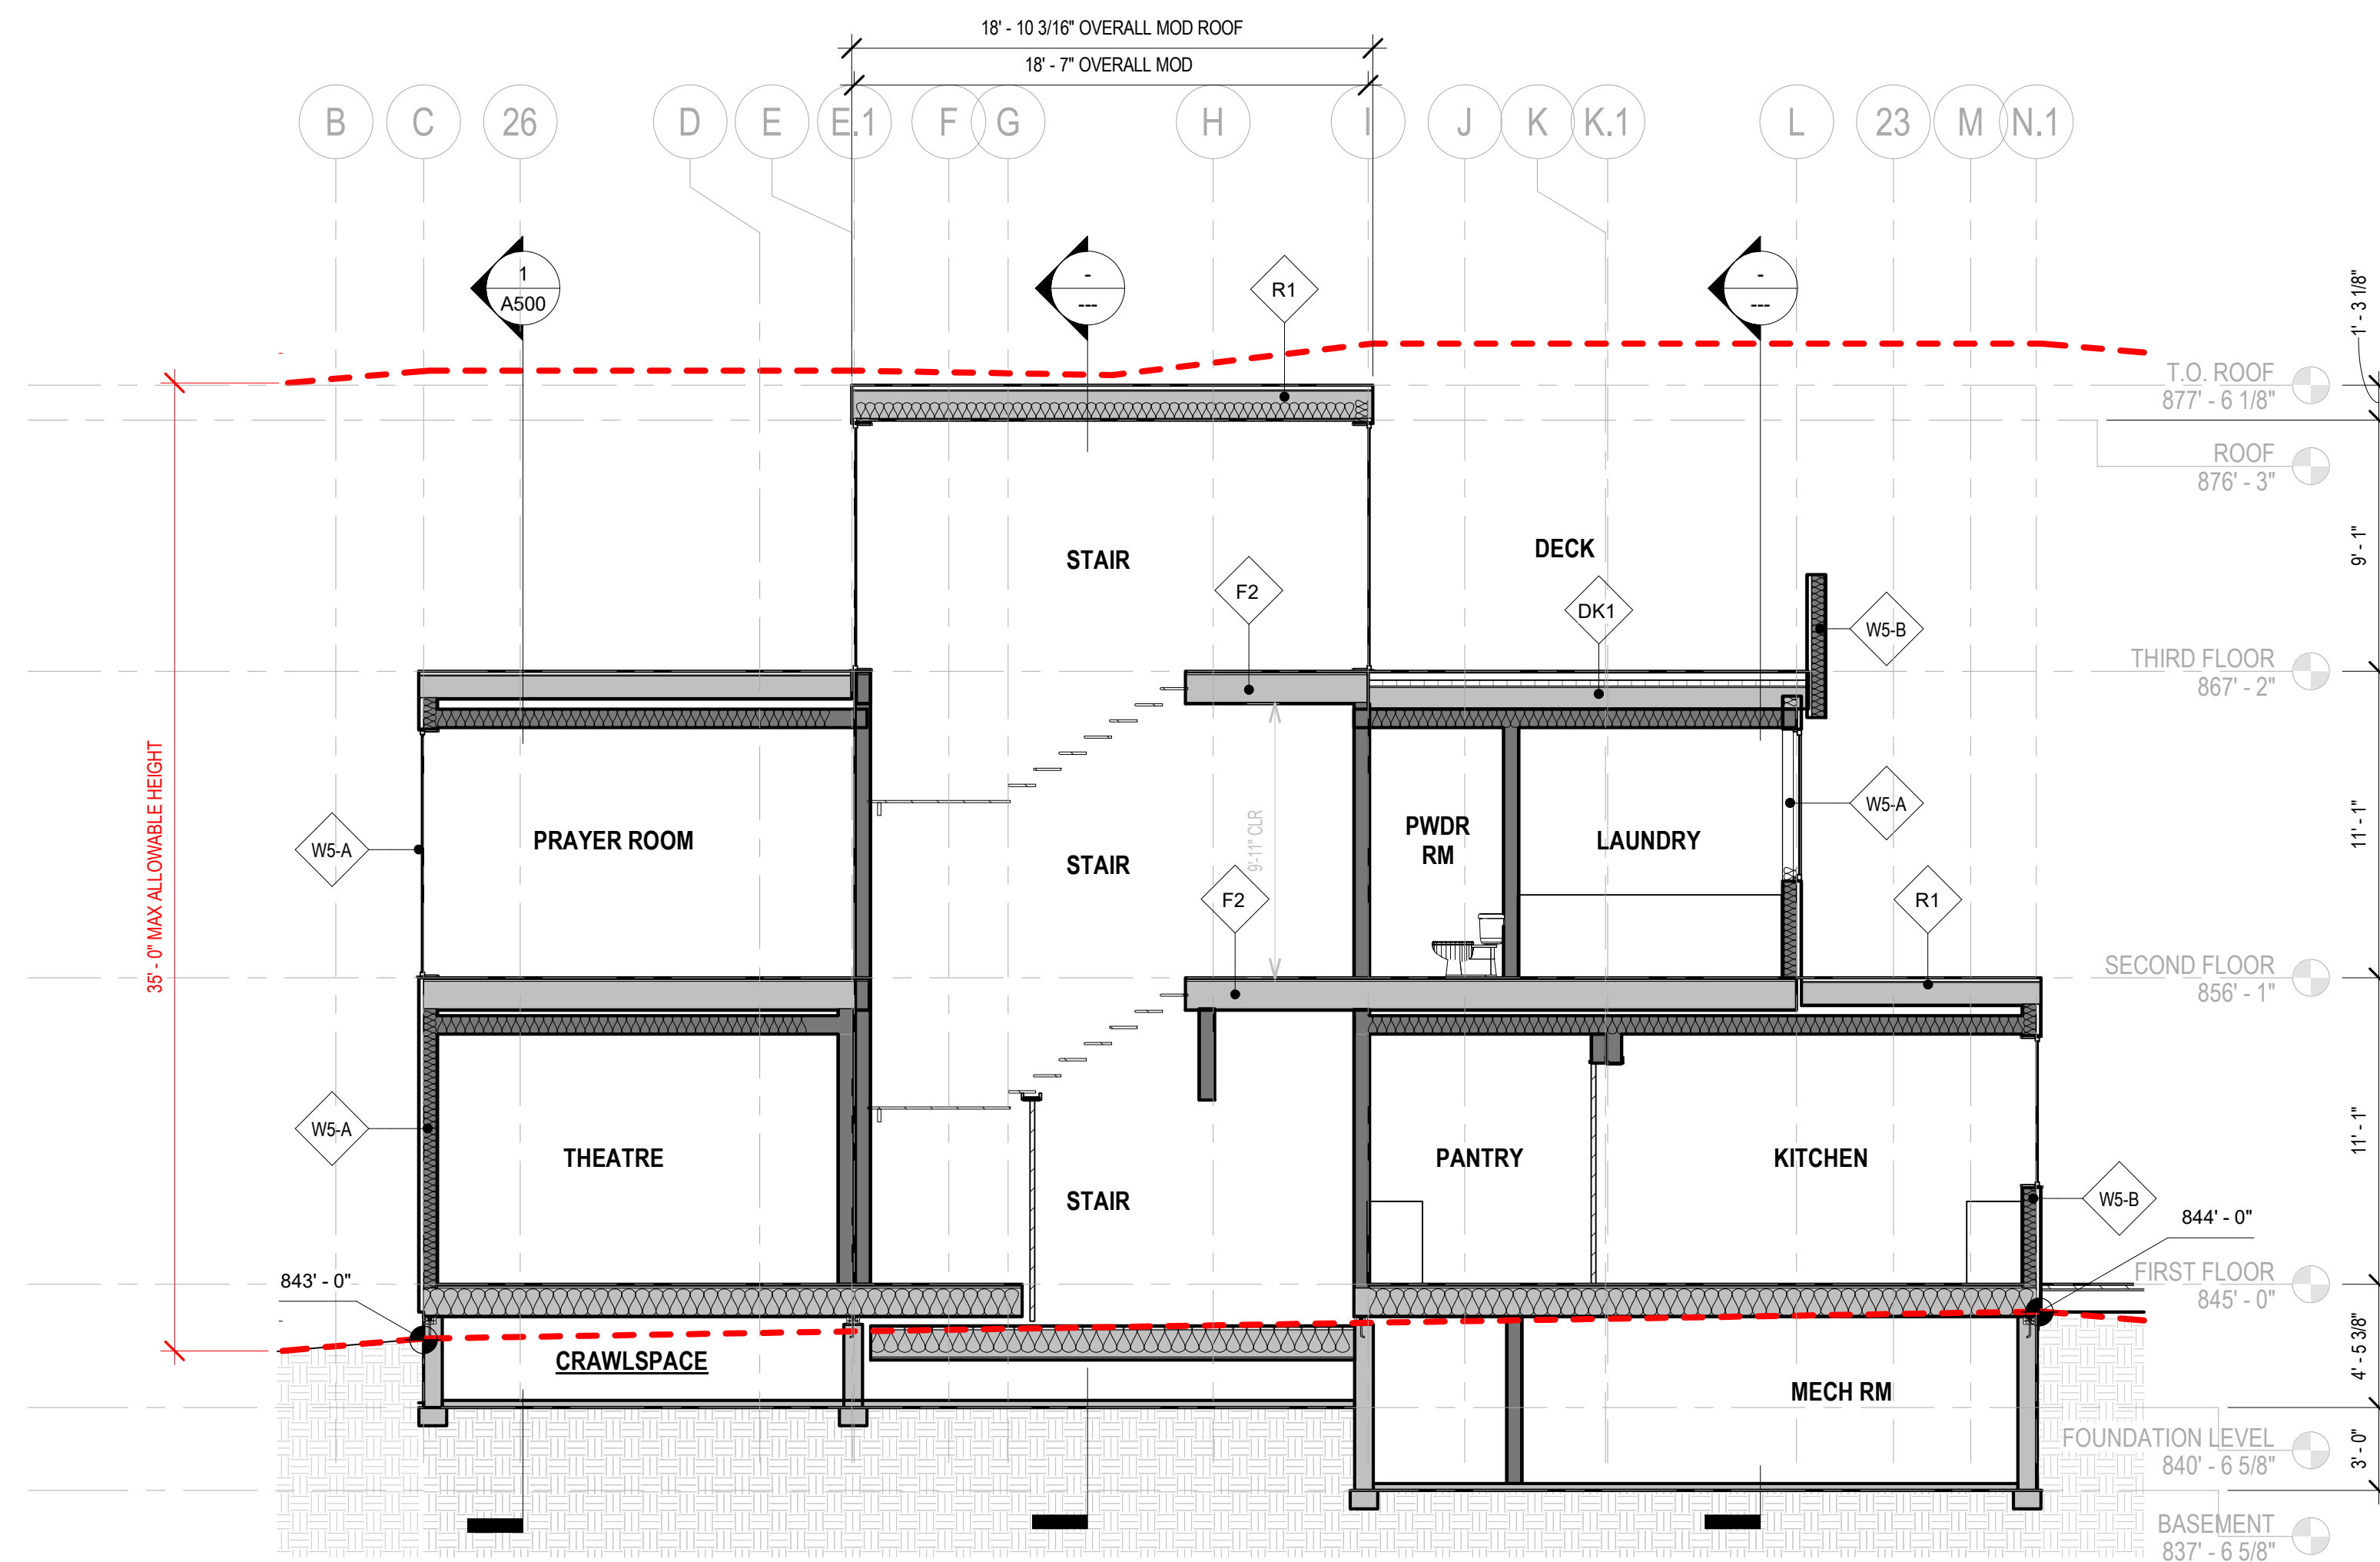 18' - 10 3/16" OVERALL MOD ROOF
18' - 7" OVERALL MOD
B C 26 D E E.1 F G H I J K K.1 L 23 M N.1
1
A500
-
---
-
---
R1
1' - 3 1/8"
T.O. ROOF
877' - 6 1/8"
ROOF
876' - 3"
9' - 1"
STAIR
DECK
F2
DK1
W5-B
THIRD FLOOR
867' - 2"
35' - 0" MAX ALLOWABLE HEIGHT
W5-A
PRAYER ROOM
STAIR
9'-11" CLR
PWDR
RM
LAUNDRY
W5-A
11' - 1"
F2
R1
SECOND FLOOR
856' - 1"
W5-A
THEATRE
STAIR
PANTRY
KITCHEN
11' - 1"
W5-B
844' - 0"
843' - 0"
FIRST FLOOR
845' - 0"
CRAWLSPACE
MECH RM
4' - 5 3/8"
FOUNDATION LEVEL
840' - 6 5/8"
3' - 0"
BASEMENT
837' - 6 5/8"